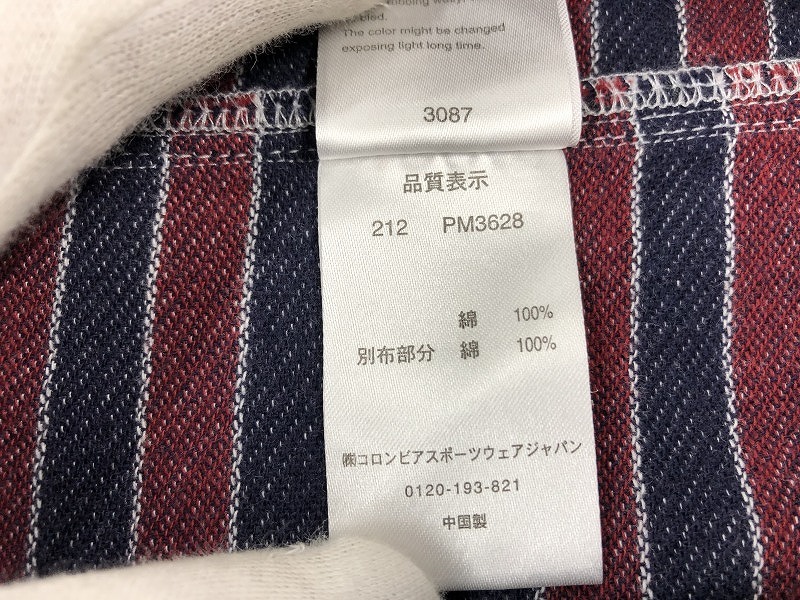 The color might be changed
exposing light long time.
3087
品質表示
212 PM3628
綿 100%
別布部分 綿 100%
㈱コロンビアスポーツウェアジャパン
0120-193-821
中国製